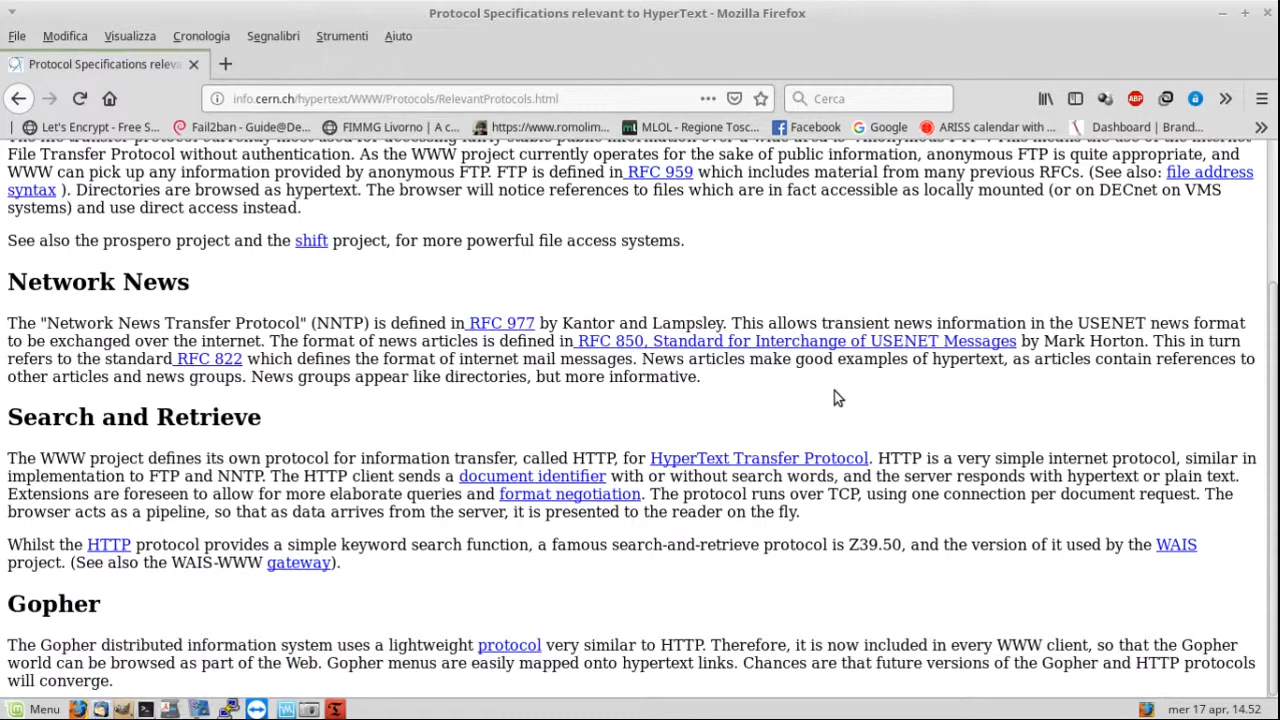 Protocol Specifications relevant to HyperText - Mozilla Firefox
File Modifica Visualizza Cronologia Segnalibri Strumenti Aiuto
Protocol Specifications releva
info.cern.ch/hypertext/WWW/Protocols/RelevantProtocols.html Cerca ABP
Let's Encrypt - Free S... Fail2ban - Guide@De... FIMMG Livorno | A c... https://www.romolim... MLOL - Regione Tosc... Facebook Google ARISS calendar with ... Dashboard | Brand...
File Transfer Protocol without authentication. As the WWW project currently operates for the sake of public information, anonymous FTP is quite appropriate, and
WWW can pick up any information provided by anonymous FTP. FTP is defined in RFC 959 which includes material from many previous RFCs. (See also: file address
syntax ). Directories are browsed as hypertext. The browser will notice references to files which are in fact accessible as locally mounted (or on DECnet on VMS
systems) and use direct access instead.
See also the prospero project and the shift project, for more powerful file access systems.
Network News
The "Network News Transfer Protocol" (NNTP) is defined in RFC 977 by Kantor and Lampsley. This allows transient news information in the USENET news format
to be exchanged over the internet. The format of news articles is defined in RFC 850, Standard for Interchange of USENET Messages by Mark Horton. This in turn
refers to the standard RFC 822 which defines the format of internet mail messages. News articles make good examples of hypertext, as articles contain references to
other articles and news groups. News groups appear like directories, but more informative.
Search and Retrieve
The WWW project defines its own protocol for information transfer, called HTTP, for HyperText Transfer Protocol. HTTP is a very simple internet protocol, similar in
implementation to FTP and NNTP. The HTTP client sends a document identifier with or without search words, and the server responds with hypertext or plain text.
Extensions are foreseen to allow for more elaborate queries and format negotiation. The protocol runs over TCP, using one connection per document request. The
browser acts as a pipeline, so that as data arrives from the server, it is presented to the reader on the fly.
Whilst the HTTP protocol provides a simple keyword search function, a famous search-and-retrieve protocol is Z39.50, and the version of it used by the WAIS
project. (See also the WAIS-WWW gateway).
Gopher
The Gopher distributed information system uses a lightweight protocol very similar to HTTP. Therefore, it is now included in every WWW client, so that the Gopher
world can be browsed as part of the Web. Gopher menus are easily mapped onto hypertext links. Chances are that future versions of the Gopher and HTTP protocols
will converge.
Menu mer 17 apr, 14.52